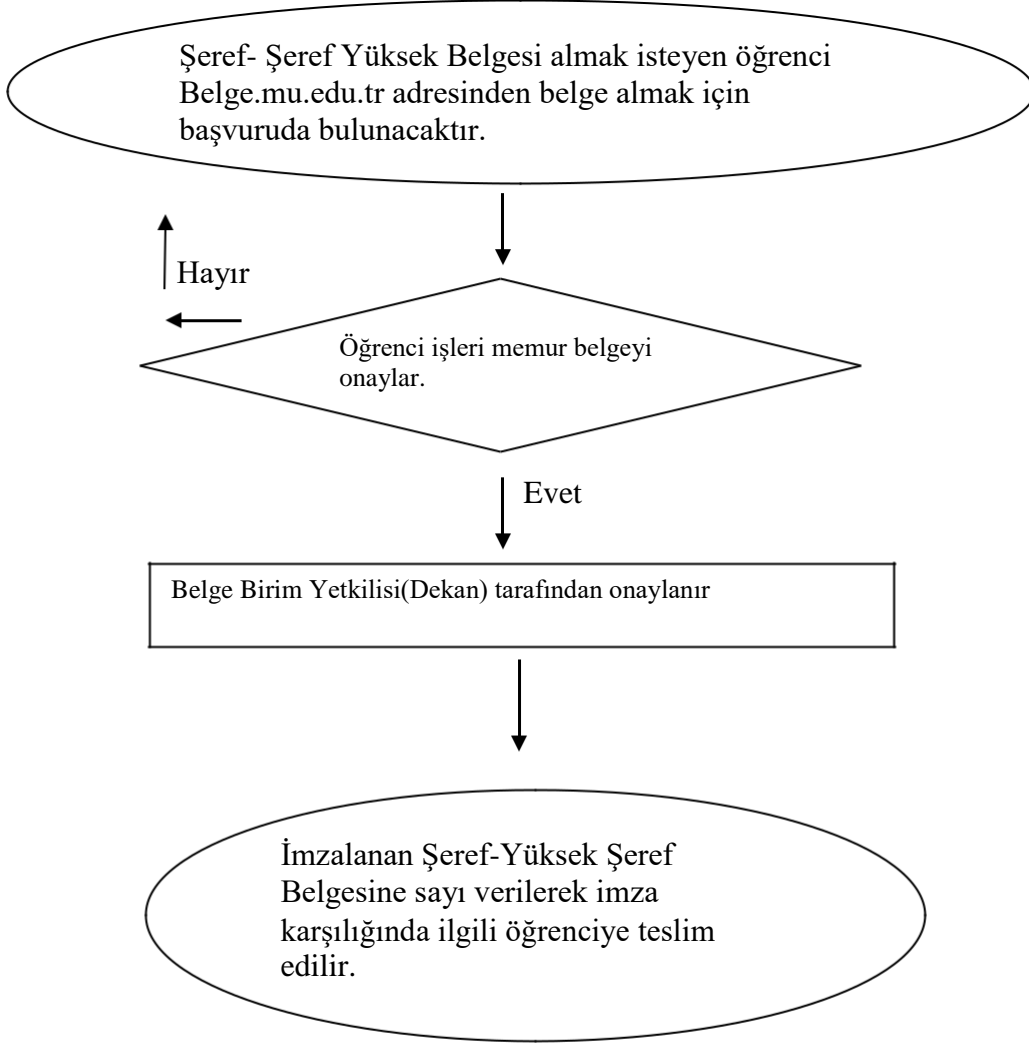 Şeref- Şeref Yüksek Belgesi almak isteyen öğrenci
Belge.mu.edu.tr adresinden belge almak için
başvuruda bulunacaktır.
Hayır
Öğrenci işleri memur belgeyi
onaylar.
Evet
Belge Birim Yetkilisi(Dekan) tarafından onaylanır
İmzalanan Şeref-Yüksek Şeref
Belgesine sayı verilerek imza
karşılığında ilgili öğrenciye teslim
edilir.